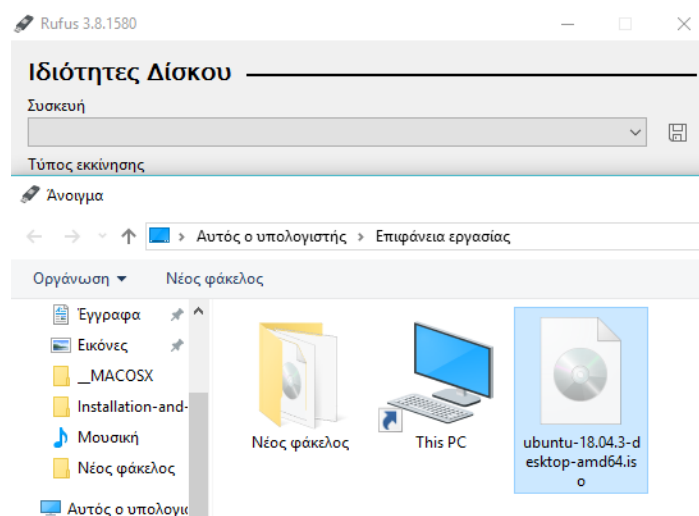 Rufus 3.8.1580
Ιδιότητες Δίσκου
Συσκευή
Τύπος εκκίνησης
Άνοιγμα
Αυτός ο υπολογιστής > Επιφάνεια εργασίας
Οργάνωση Νέος φάκελος
Έγγραφα
Εικόνες
__MACOSX
Installation-and-
Μουσική
Νέος φάκελος
Αυτός ο υπολογισ
Νέος φάκελος
This PC
ubuntu-18.04.3-d
esktop-amd64.is
o